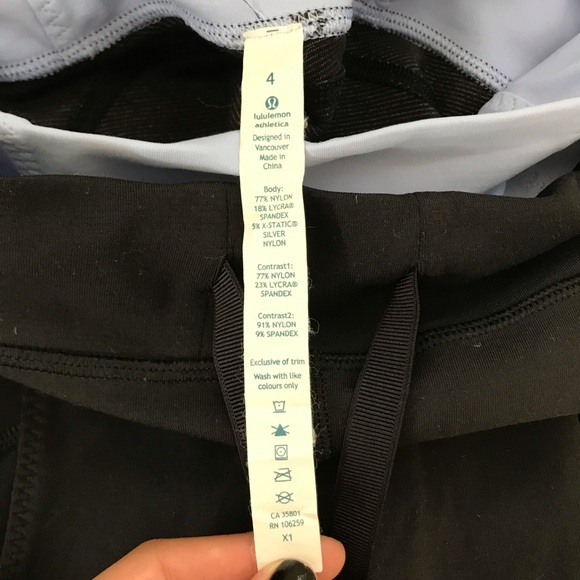 4
lululemon
athletica
Designed in
Vancouver
Made in
China
Body:
77% NYLON
18% LYCRA®
SPANDEX
5% X-STATIC®
SILVER
NYLON
Contrast1:
77% NYLON
23% LYCRA®
SPANDEX
Contrast2:
91% NYLON
9% SPANDEX
Exclusive of trim
Wash with like
colours only
CA 35801
RN 106259
X1